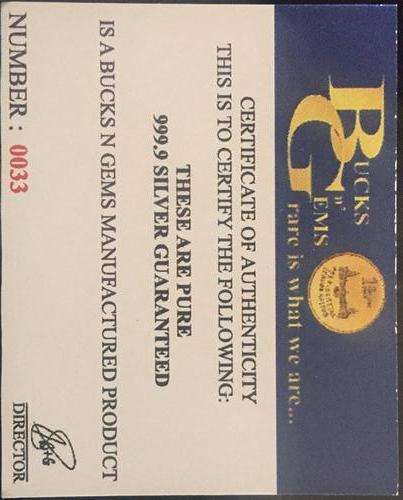 BUCKS
n'
GEMS
rare is what we are...
CERTIFICATE OF AUTHENTICITY
THIS IS TO CERTIFY THE FOLLOWING:
THESE ARE PURE
999.9 SILVER GUARANTEED
IS A BUCKS N GEMS MANUFACTURED PRODUCT
NUMBER : 0033
DIRECTOR